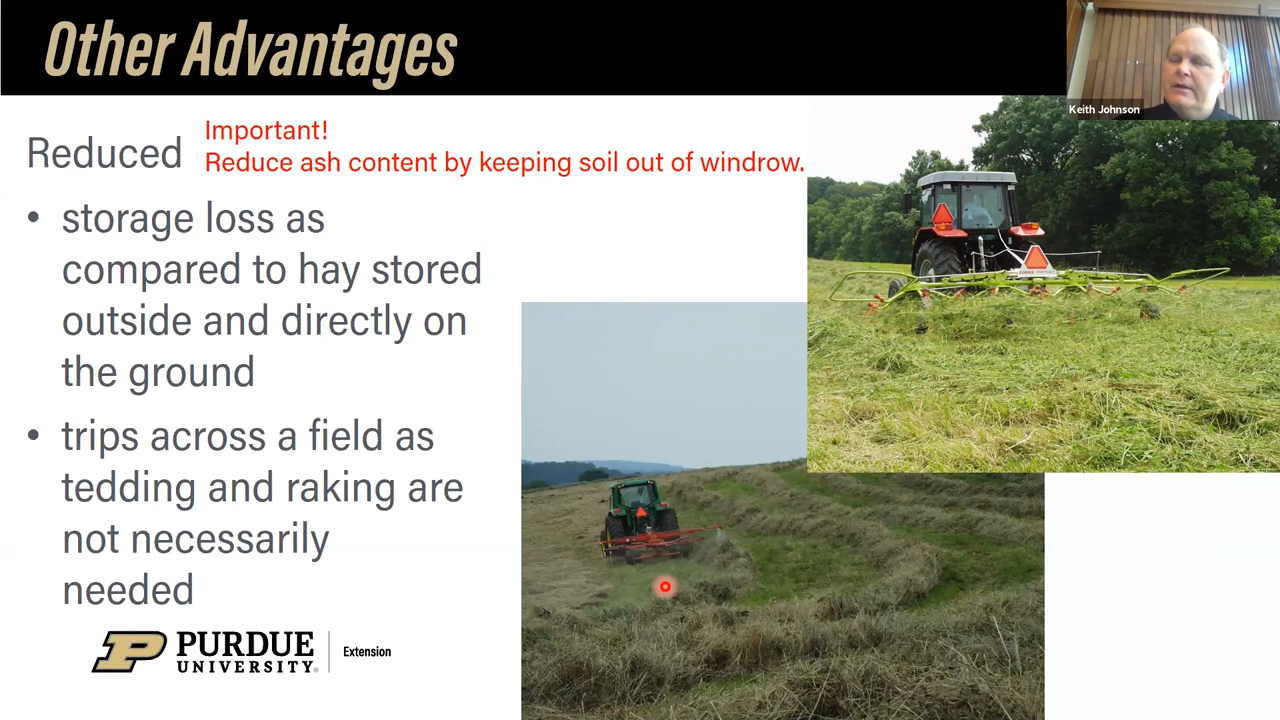 Other Advantages
Keith Johnson
Important!
Reduced
Reduce ash content by keeping soil out of windrow.
• storage loss as
compared to hay stored
outside and directly on
the ground
• trips across a field as
tedding and raking are
not necessarily
needed
PURDUE
UNIVERSITY®
Extension